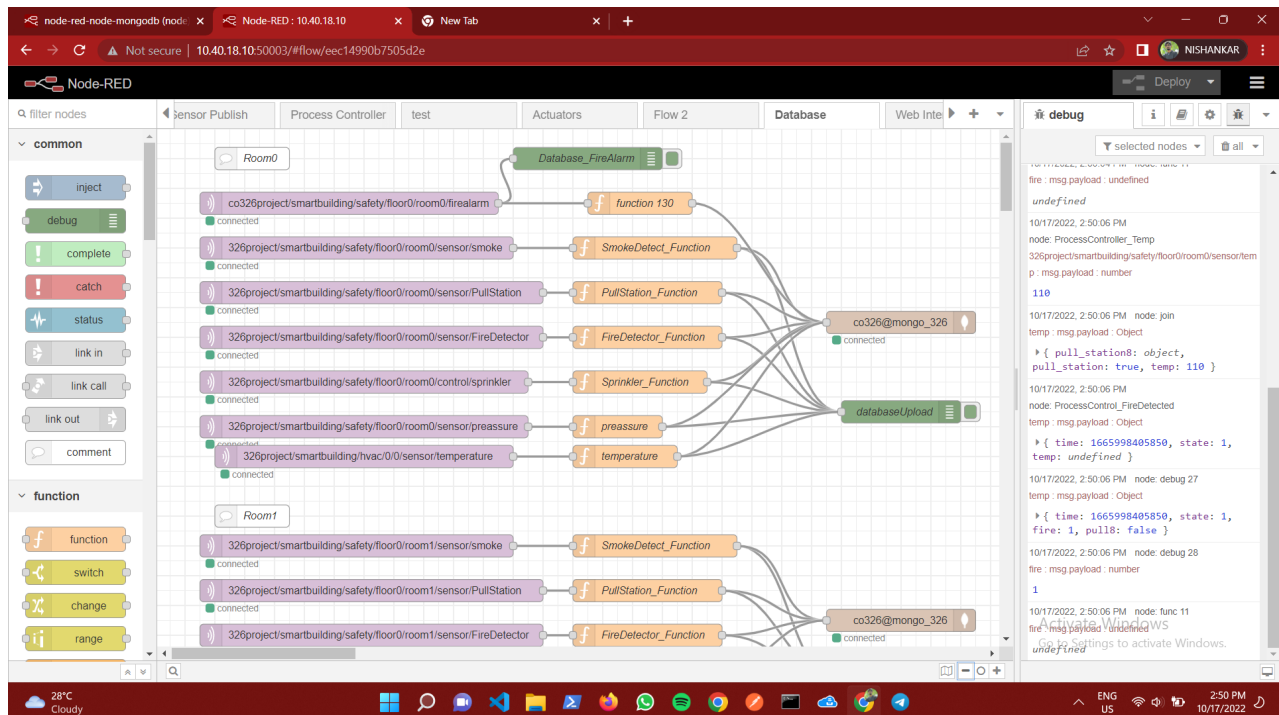 node-red-node-mongodb (node
Node-RED : 10.40.18.10
New Tab
Not secure | 10.40.18.10:50003/#flow/eec14990b7505d2e
NISHANKAR
Node-RED
Deploy
filter nodes
Sensor Publish
Process Controller
test
Actuators
Flow 2
Database
Web Inte
debug
i
selected nodes
all
common
inject
debug
complete
catch
status
link in
link call
link out
comment
function
function
switch
change
range
Room0
Database_FireAlarm
co326project/smartbuilding/safety/floor0/room0/firealarm
function 130
connected
326project/smartbuilding/safety/floor0/room0/sensor/smoke
SmokeDetect_Function
connected
326project/smartbuilding/safety/floor0/room0/sensor/PullStation
PullStation_Function
connected
co326@mongo_326
connected
326project/smartbuilding/safety/floor0/room0/sensor/FireDetector
FireDetector_Function
connected
326project/smartbuilding/safety/floor0/room0/control/sprinkler
Sprinkler_Function
connected
databaseUpload
326project/smartbuilding/safety/floor0/room0/sensor/preassure
preassure
connected
326project/smartbuilding/hvac/0/0/sensor/temperature
temperature
connected
Room1
326project/smartbuilding/safety/floor0/room1/sensor/smoke
SmokeDetect_Function
connected
326project/smartbuilding/safety/floor0/room1/sensor/PullStation
PullStation_Function
connected
co326@mongo_326
connected
326project/smartbuilding/safety/floor0/room1/sensor/FireDetector
FireDetector_Function
fire : msg.payload : undefined
undefined
10/17/2022, 2:50:06 PM
node: ProcessController_Temp
326project/smartbuilding/safety/floor0/room0/sensor/tem
p : msg.payload : number
110
10/17/2022, 2:50:06 PM node: join
temp : msg.payload : Object
{ pull_station8: object,
pull_station: true, temp: 110 }
10/17/2022, 2:50:06 PM
node: ProcessControl_FireDetected
temp : msg.payload : Object
{ time: 1665998405850, state: 1,
temp: undefined }
10/17/2022, 2:50:06 PM node: debug 27
temp : msg.payload : Object
{ time: 1665998405850, state: 1,
fire: 1, pull8: false }
10/17/2022, 2:50:06 PM node: debug 28
fire : msg.payload : number
1
10/17/2022, 2:50:06 PM node: func 11
fire : msg.payload : undefined
undefined
Activate Windows
Go to Settings to activate Windows.
28°C
Cloudy
ENG
US
2:50 PM
10/17/2022